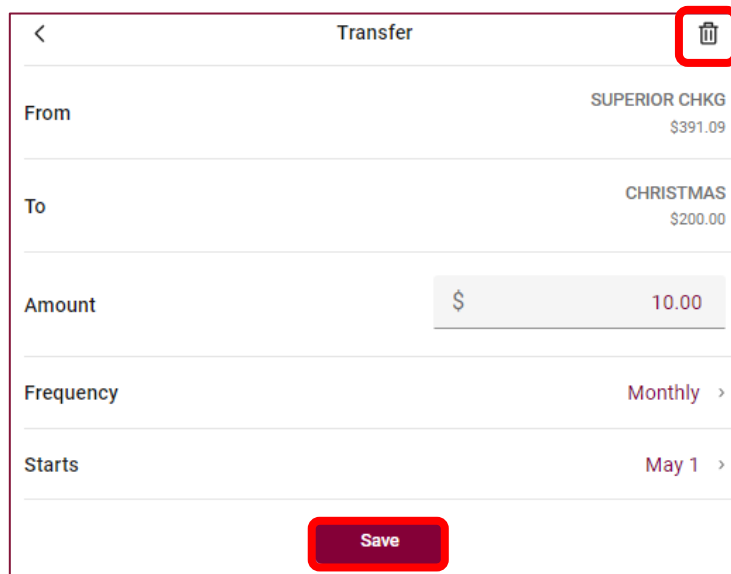 Transfer
From
SUPERIOR CHKG
$391.09
To
CHRISTMAS
$200.00
Amount
$ 10.00
Frequency
Monthly
Starts
May 1
Save